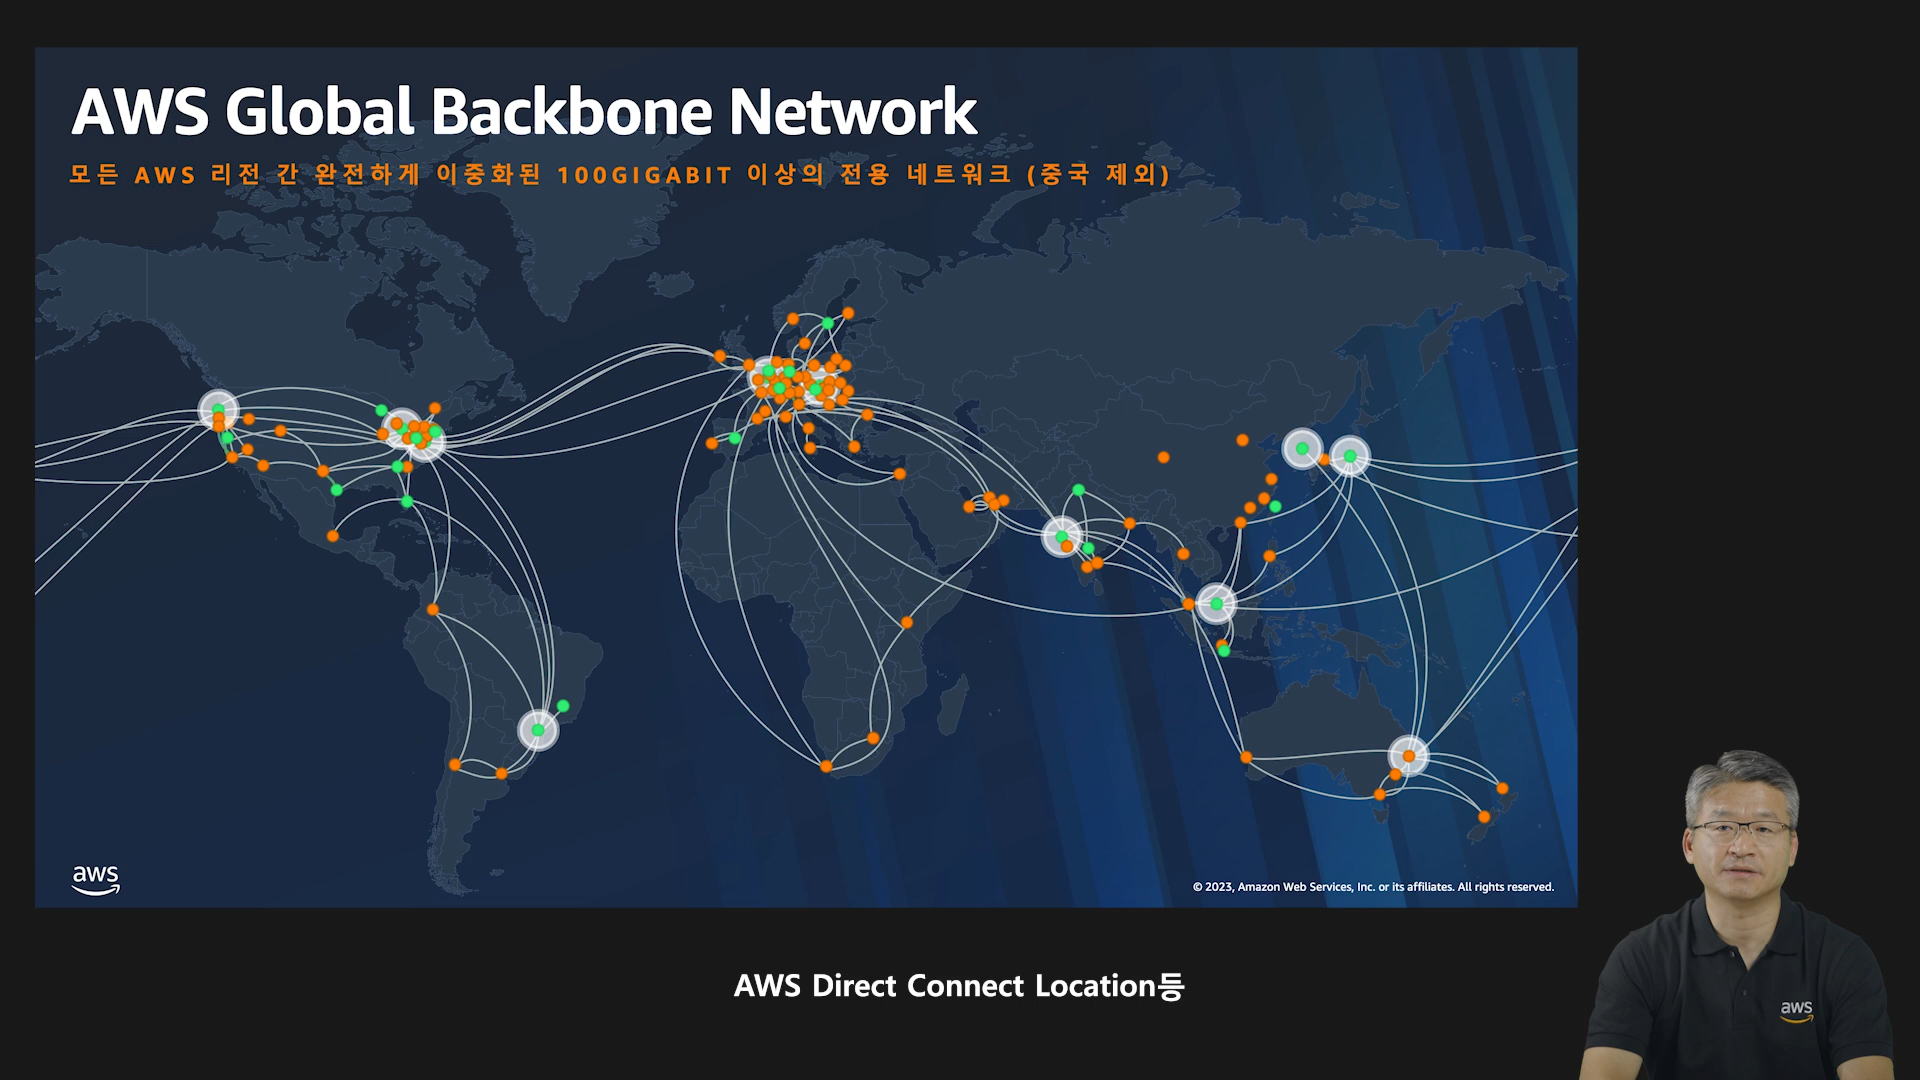 AWS Global Backbone Network
모든 AWS 리전 간 완전하게 이중화된 100GIGABIT 이상의 전용 네트워크 (중국 제외)
aws
© 2023, Amazon Web Services, Inc. or its affiliates. All rights reserved.
aws
AWS Direct Connect Location등